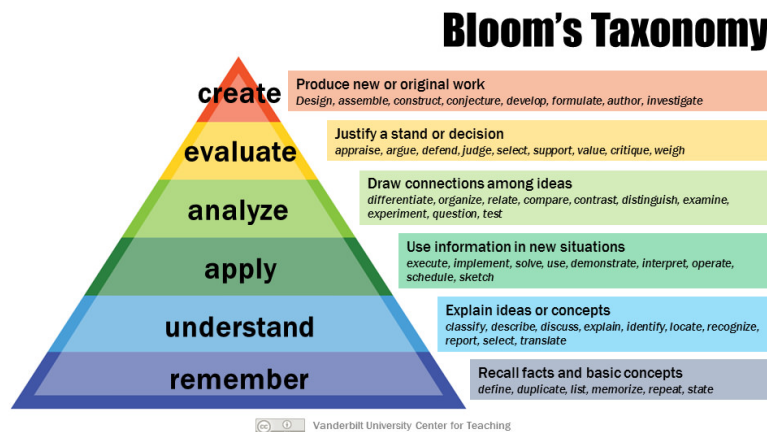 Bloom's Taxonomy
create
Produce new or original work
Design, assemble, construct, conjecture, develop, formulate, author, investigate
evaluate
Justify a stand or decision
appraise, argue, defend, judge, select, support, value, critique, weigh
analyze
Draw connections among ideas
differentiate, organize, relate, compare, contrast, distinguish, examine,
experiment, question, test
apply
Use information in new situations
execute, implement, solve, use, demonstrate, interpret, operate,
schedule, sketch
understand
Explain ideas or concepts
classify, describe, discuss, explain, identify, locate, recognize,
report, select, translate
remember
Recall facts and basic concepts
define, duplicate, list, memorize, repeat, state
cc Vanderbilt University Center for Teaching